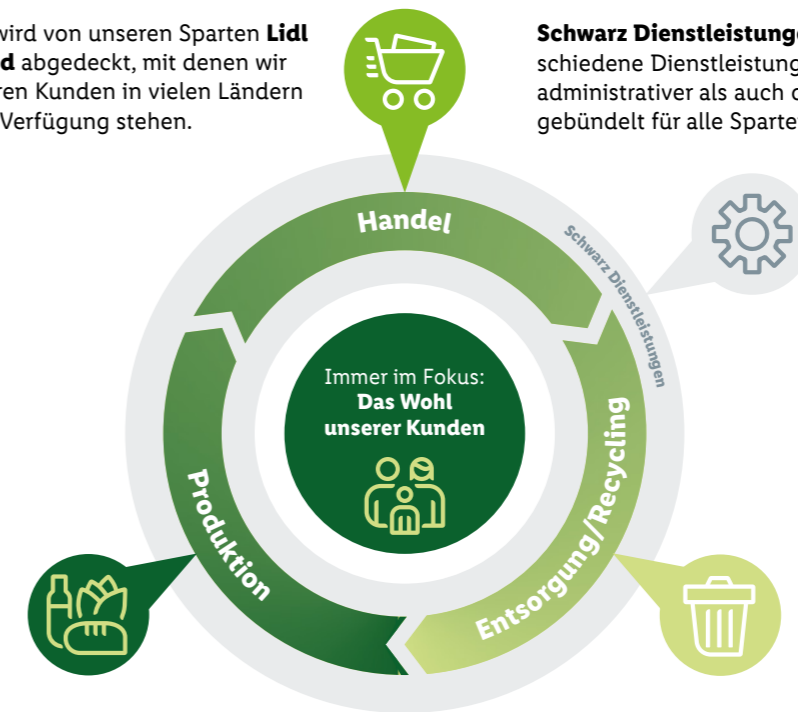 wird von unseren Sparten Lidl
d abgedeckt, mit denen wir
ren Kunden in vielen Ländern
Verfügung stehen.
Schwarz Dienstleistunge
schiedene Dienstleistung
administrativer als auch o
gebündelt für alle Sparte
Handel
Schwarz Dienstleistungen
Immer im Fokus:
Das Wohl
unserer Kunden
Produktion
Entsorgung/Recycling